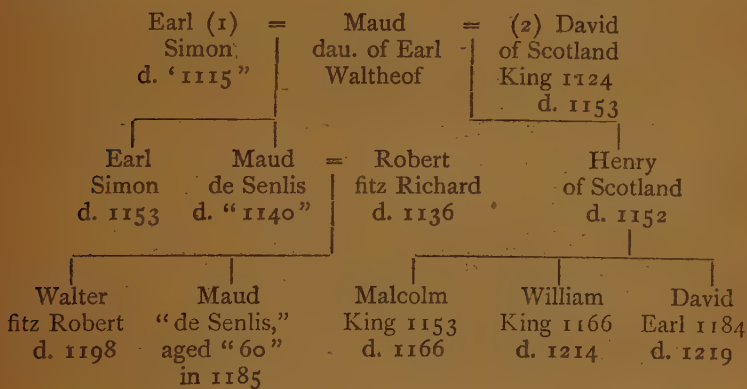 Earl (1) = Maud = (2) David
Simon dau. of Earl of Scotland
d. ‘1115” Waltheof King 1124
d. 1153
Earl Maud = Robert Henry
Simon de Senlis fitz Richard of Scotland
d. 1153 d. “1140” d. 1136 d. 1152
Walter Maud Malcolm William David
fitz Robert “de Senlis,” King 1153 King 1166 Earl 1184
d. 1198 aged “60” d. 1166 d. 1214 d. 1219
in 1185